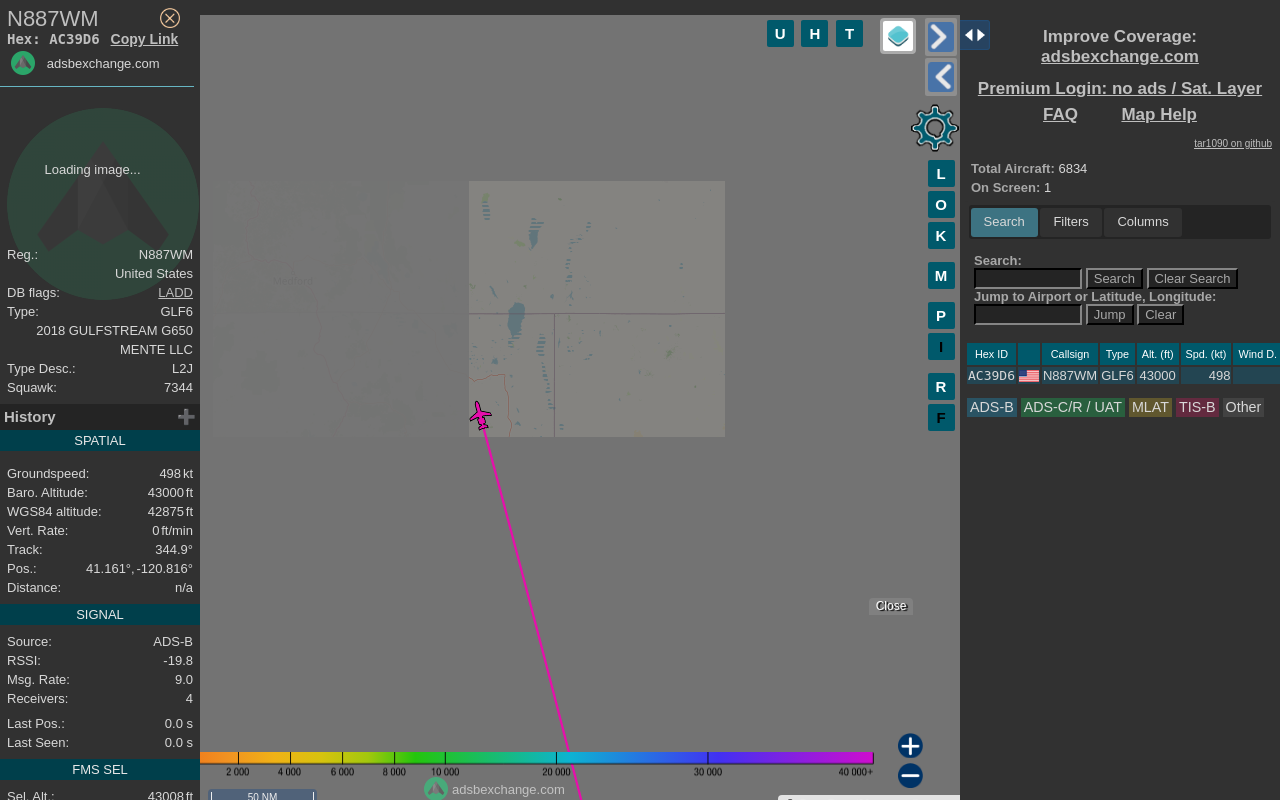 N887WM
Hex: AC39D6 Copy Link
adsbexchange.com
Loading image...
Reg.: N887WM
United States
DB flags: LADD
Type: GLF6
2018 GULFSTREAM G650
MENTE LLC
Type Desc.: L2J
Squawk: 7344
History
SPATIAL
Groundspeed: 498 kt
Baro. Altitude: 43000 ft
WGS84 altitude: 42875 ft
Vert. Rate: 0 ft/min
Track: 344.9°
Pos.: 41.161°, -120.816°
Distance: n/a
SIGNAL
Source: ADS-B
RSSI: -19.8
Msg. Rate: 9.0
Receivers: 4
Last Pos.: 0.0 s
Last Seen: 0.0 s
FMS SEL
Sel. Alt.: 43008 ft
U H T
L
O
K
M
P
I
R
F
Medford
Close
2 000 4 000 6 000 8 000 10 000 20 000 30 000 40 000+
adsbexchange.com
50 NM
Improve Coverage:
adsbexchange.com
Premium Login: no ads / Sat. Layer
FAQ Map Help
tar1090 on github
Total Aircraft: 6834
On Screen: 1
Search Filters Columns
Search:
Search Clear Search
Jump to Airport or Latitude, Longitude:
Jump Clear
Hex ID Callsign Type Alt. (ft) Spd. (kt) Wind D.
AC39D6 N887WM GLF6 43000 498
ADS-B ADS-C/R / UAT MLAT TIS-B Other